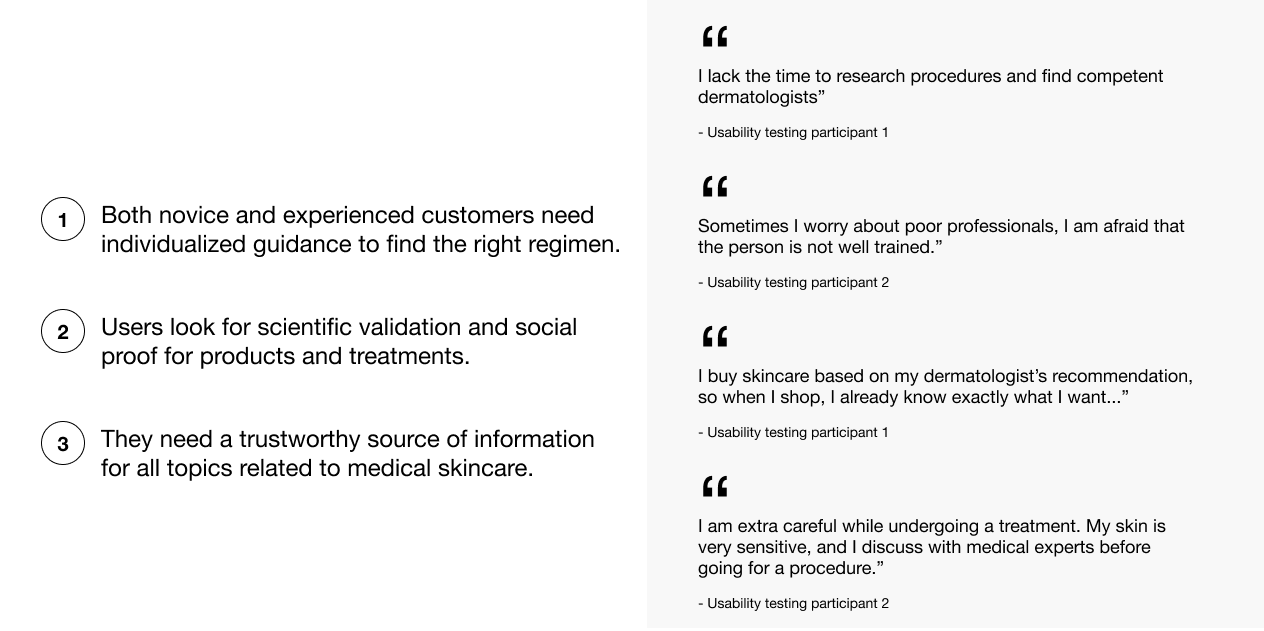 1
Both novice and experienced customers need
individualized guidance to find the right regimen.
2
Users look for scientific validation and social
proof for products and treatments.
3
They need a trustworthy source of information
for all topics related to medical skincare.
“
I lack the time to research procedures and find competent
dermatologists”
- Usability testing participant 1
“
Sometimes I worry about poor professionals, I am afraid that
the person is not well trained.”
- Usability testing participant 2
“
I buy skincare based on my dermatologist’s recommendation,
so when I shop, I already know exactly what I want...”
- Usability testing participant 1
“
I am extra careful while undergoing a treatment. My skin is
very sensitive, and I discuss with medical experts before
going for a procedure.”
- Usability testing participant 2